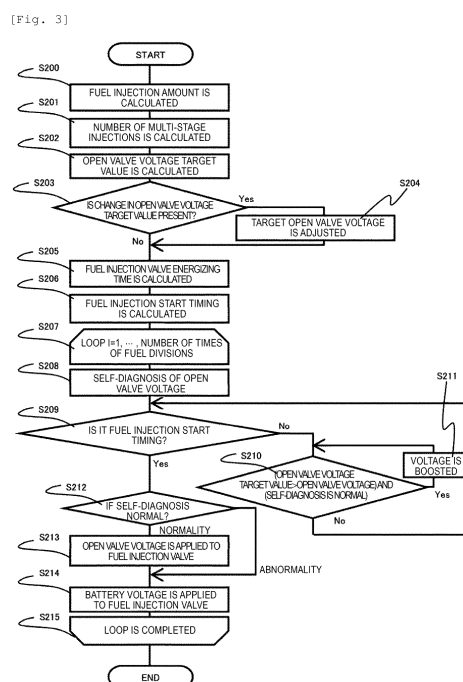 [Fig. 3]
START
S200
FUEL INJECTION AMOUNT IS
CALCULATED
S201
NUMBER OF MULTI-STAGE
INJECTIONS IS CALCULATED
S202
OPEN VALVE VOLTAGE TARGET
VALUE IS CALCULATED
S203
IS CHANGE IN OPEN VALVE VOLTAGE
TARGET VALUE PRESENT?
Yes
S204
TARGET OPEN VALVE VOLTAGE
IS ADJUSTED
No
S205
FUEL INJECTION VALVE ENERGIZING
TIME IS CALCULATED
S206
FUEL INJECTION START TIMING
IS CALCULATED
S207
LOOP I=1, ··· , NUMBER OF TIMES
OF FUEL DIVISIONS
S208
SELF-DIAGNOSIS OF OPEN
VALVE VOLTAGE
S209
IS IT FUEL INJECTION START
TIMING?
No
S211
VOLTAGE IS
BOOSTED
S210
(OPEN VALVE VOLTAGE
TARGET VALUE>OPEN VALVE VOLTAGE) AND
(SELF-DIAGNOSIS IS NORMAL)
Yes
No
Yes
S212
IF SELF-DIAGNOSIS
NORMAL?
NORMALITY
S213
OPEN VALVE VOLTAGE IS APPLIED TO
FUEL INJECTION VALVE
ABNORMALITY
S214
BATTERY VOLTAGE IS APPLIED
TO FUEL INJECTION VALVE
S215
LOOP IS COMPLETED
END